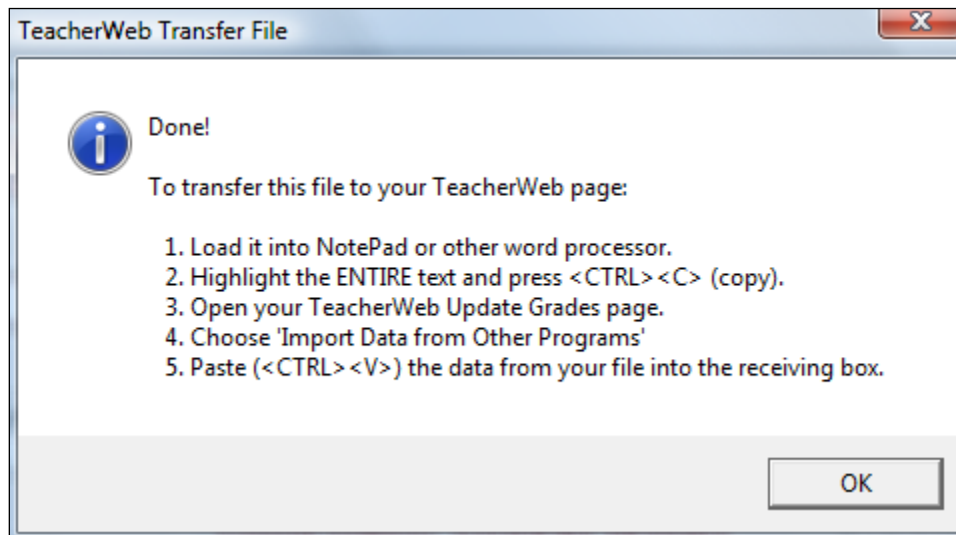 TeacherWeb Transfer File
Done!
To transfer this file to your TeacherWeb page:
1. Load it into NotePad or other word processor.
2. Highlight the ENTIRE text and press <CTRL><C> (copy).
3. Open your TeacherWeb Update Grades page.
4. Choose 'Import Data from Other Programs'
5. Paste (<CTRL><V>) the data from your file into the receiving box.
OK